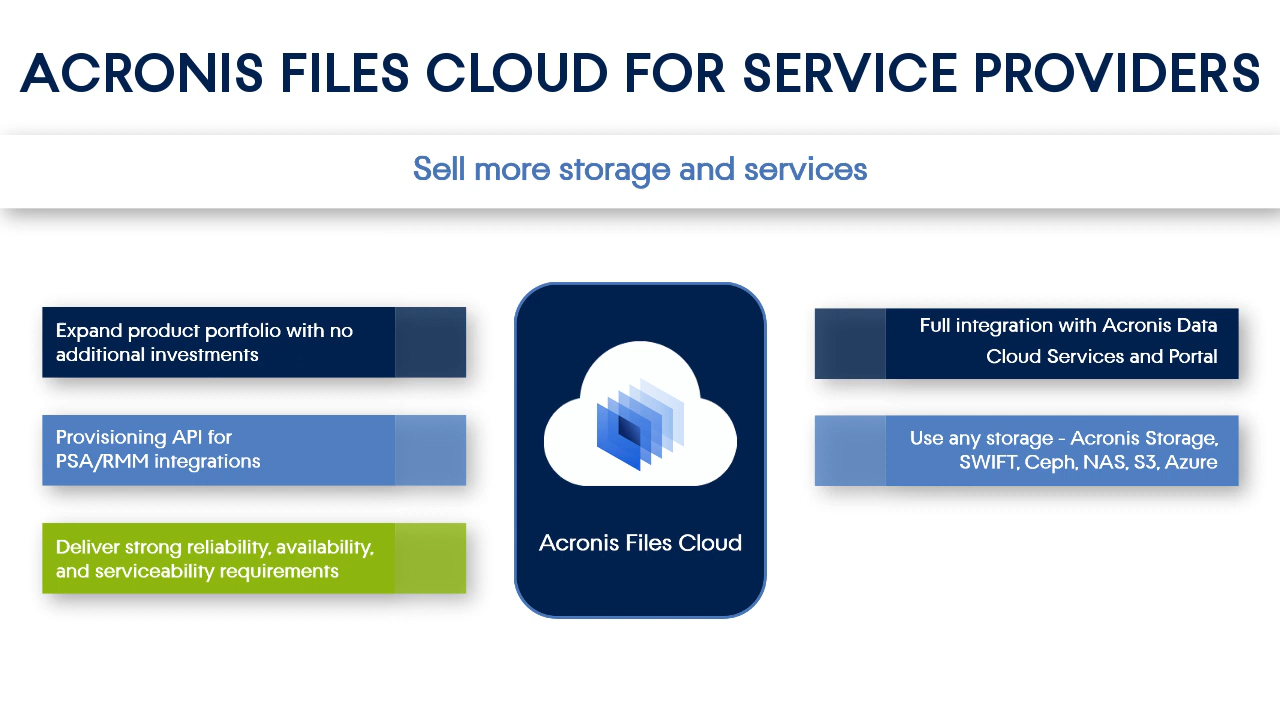 ACRONIS FILES CLOUD FOR SERVICE PROVIDERS
Sell more storage and services
Expand product portfolio with no
additional investments
Provisioning API for
PSA/RMM integrations
Deliver strong reliability, availability,
and serviceability requirements
Acronis Files Cloud
Full integration with Acronis Data
Cloud Services and Portal
Use any storage - Acronis Storage,
SWIFT, Ceph, NAS, S3, Azure